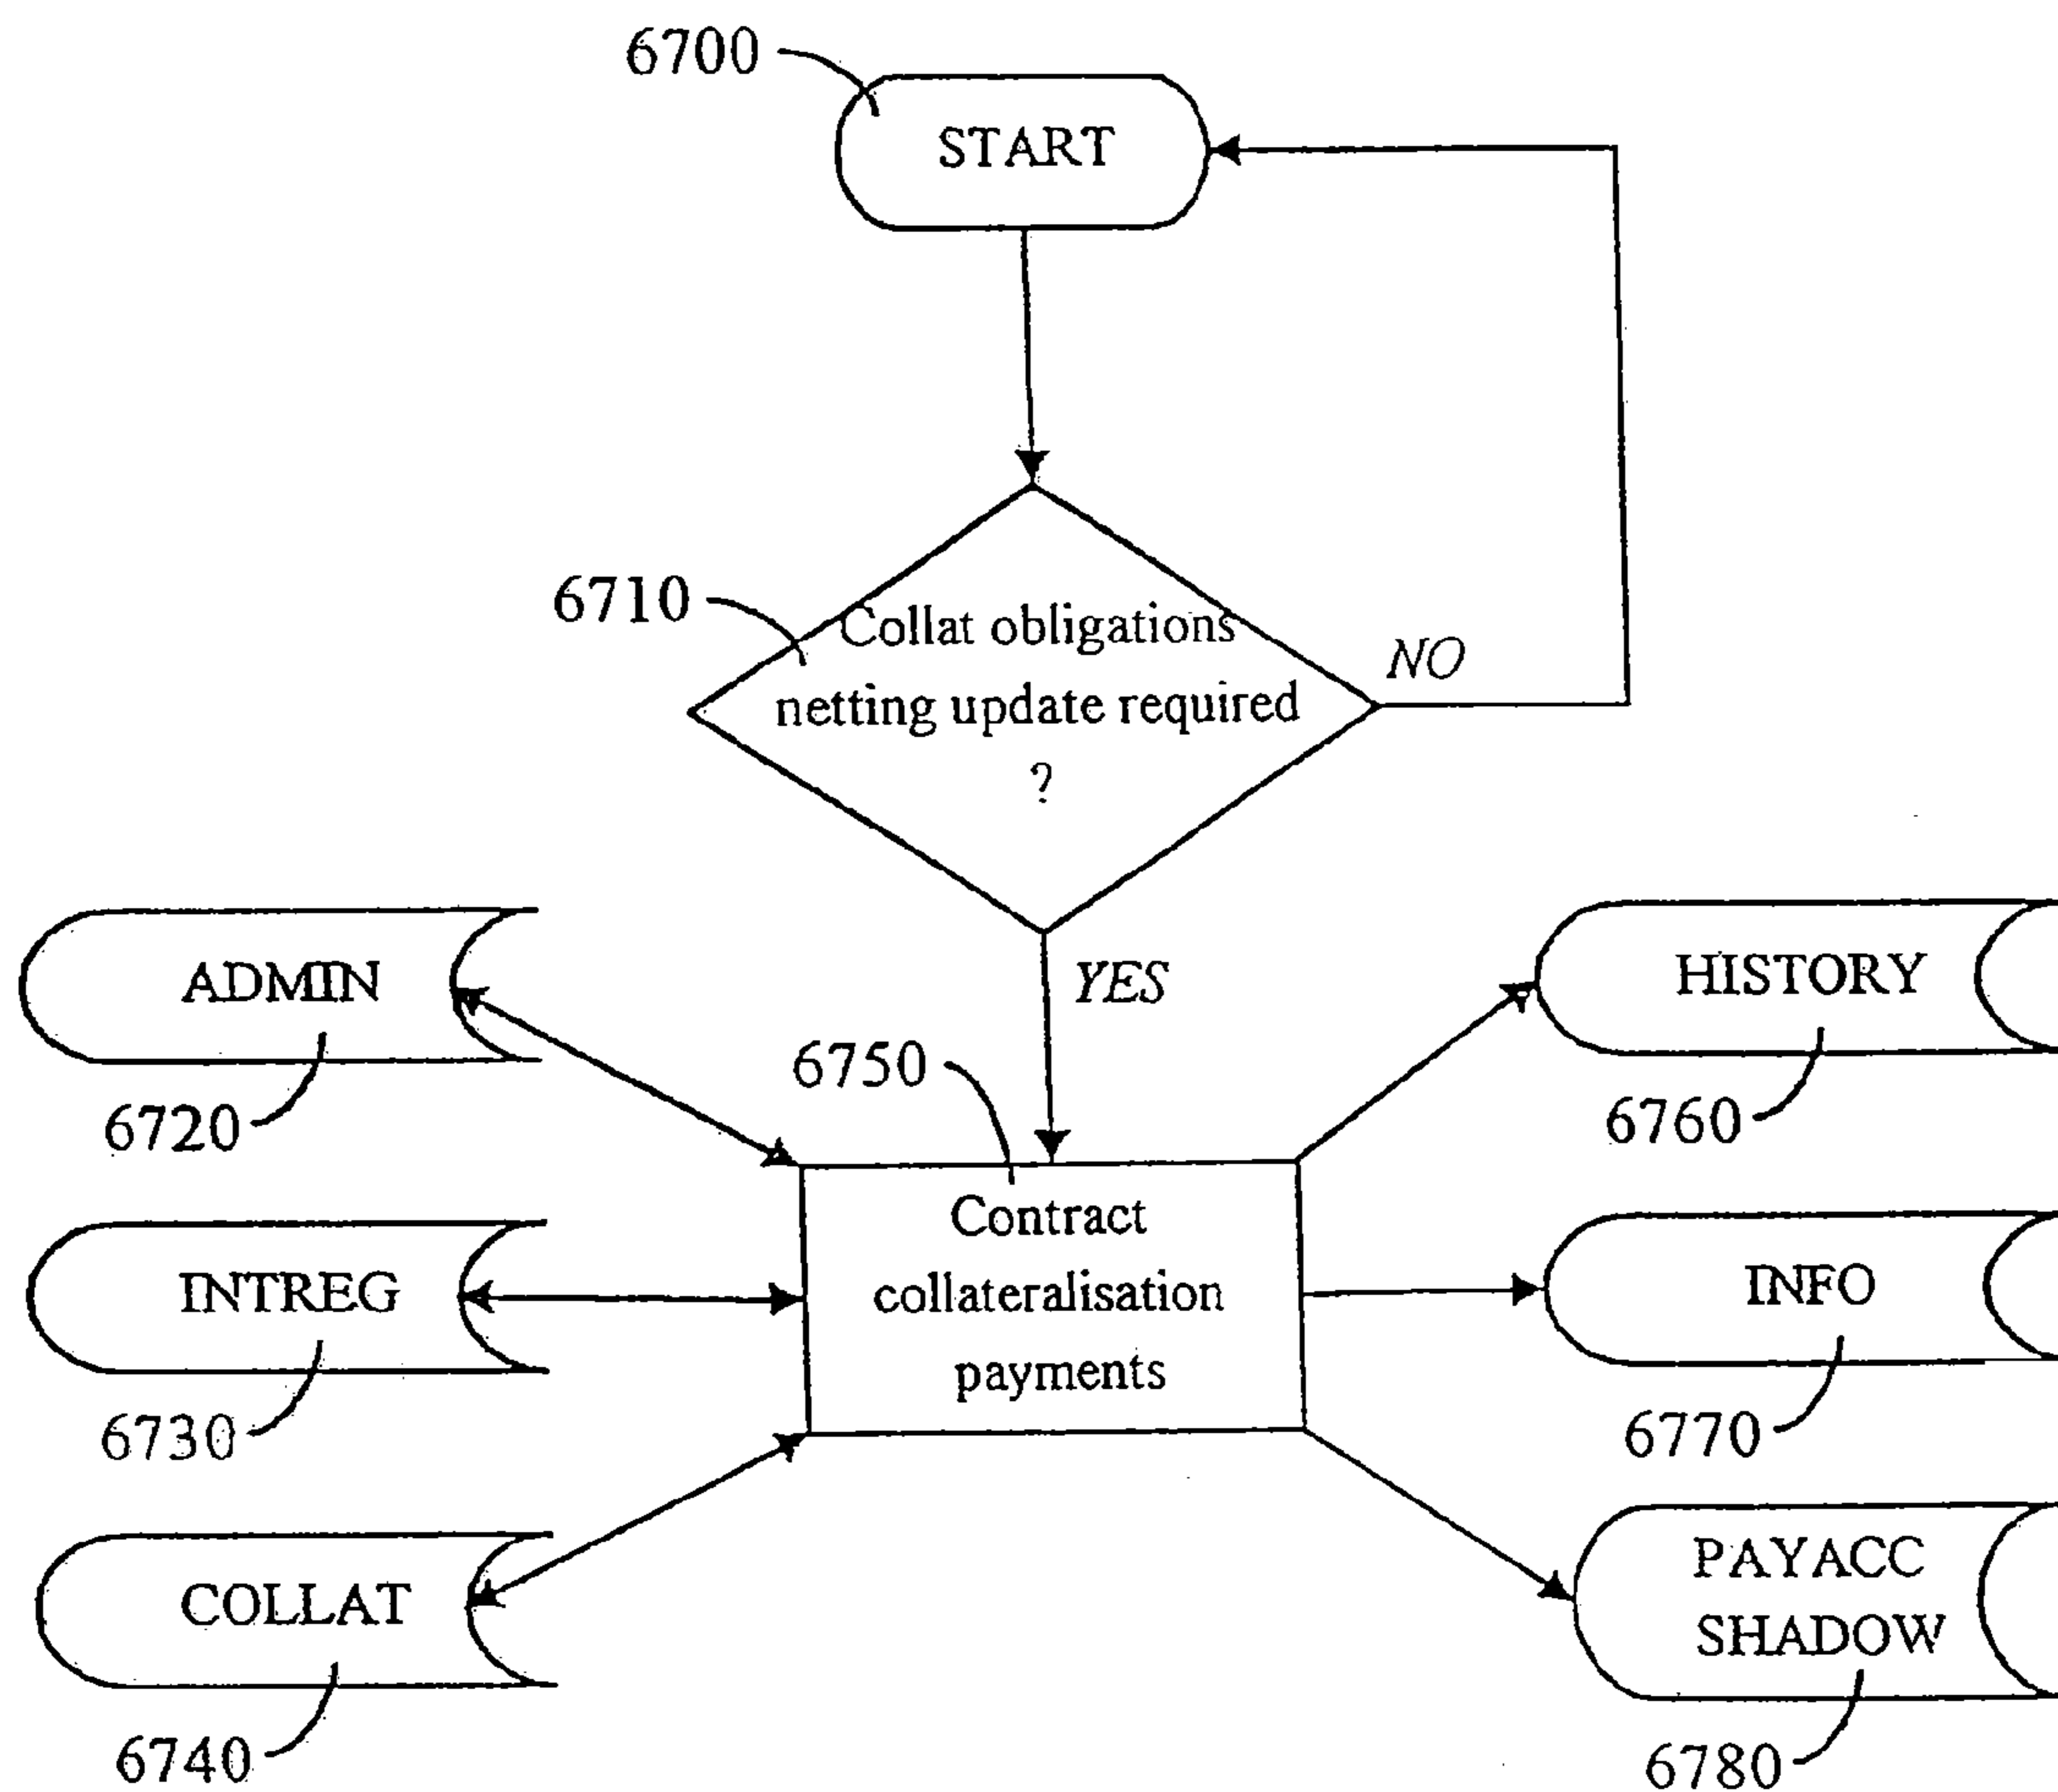 6700
START
6710
Collat obligations
netting update required
?
NO
YES
ADMIN
6720
6750
HISTORY
6760
INTREG
6730
Contract
collateralisation
payments
INFO
6770
COLLAT
6740
PAYACC
SHADOW
6780